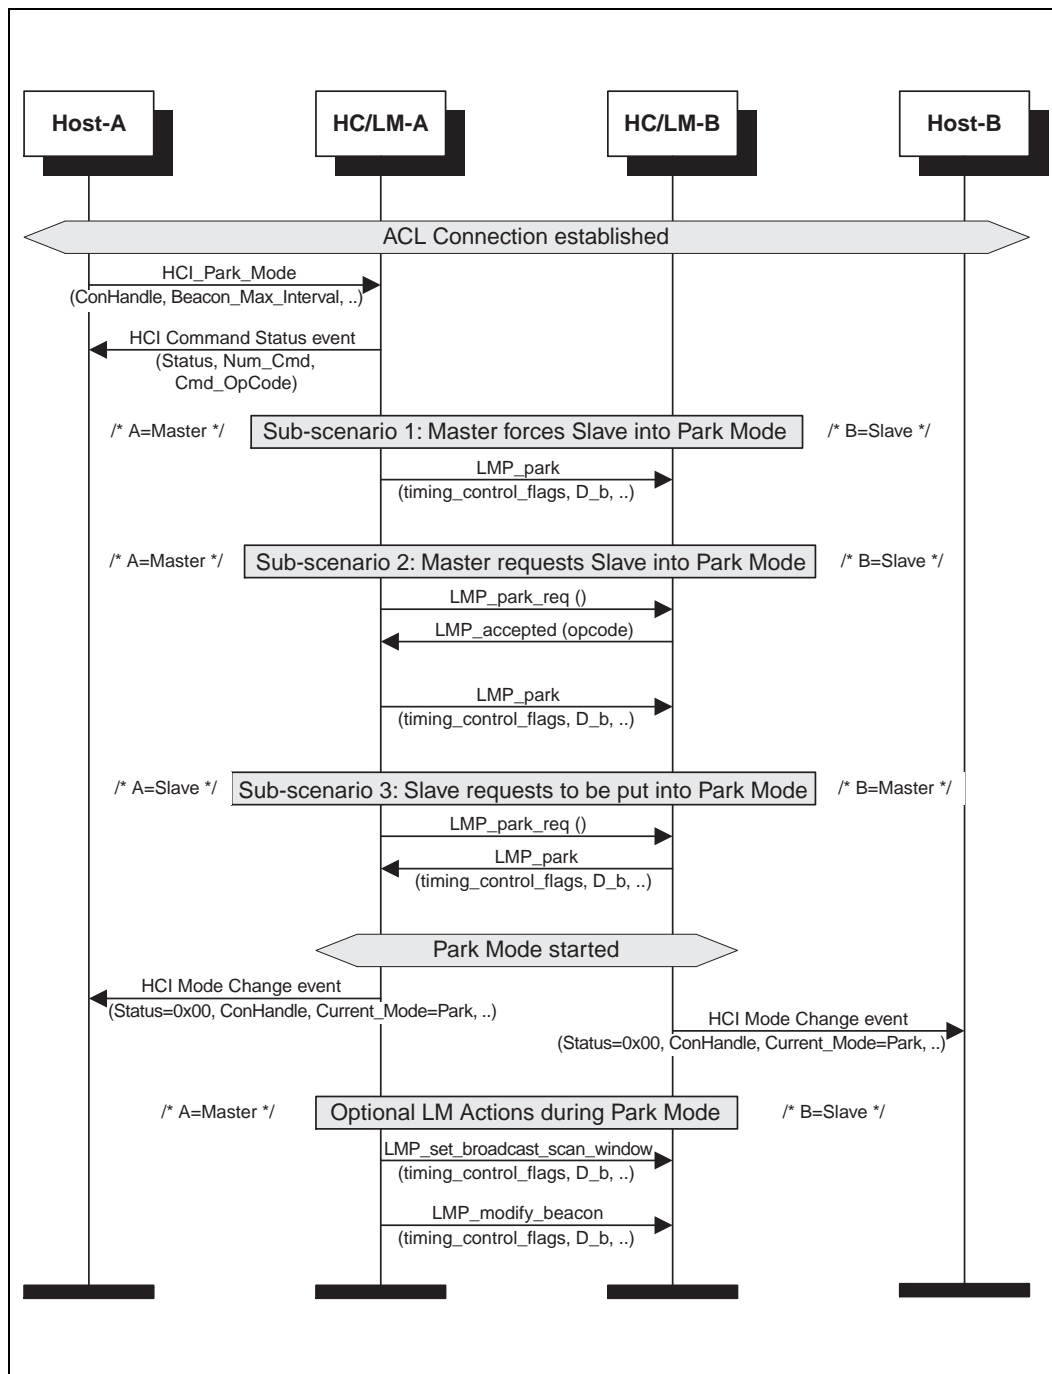 Host-A HC/LM-A HC/LM-B Host-B
ACL Connection established
HCI_Park_Mode
(ConHandle, Beacon_Max_Interval, ..)
HCI Command Status event
(Status, Num_Cmd,
Cmd_OpCode)
/* A=Master */ Sub-scenario 1: Master forces Slave into Park Mode /* B=Slave */
LMP_park
(timing_control_flags, D_b, ..)
/* A=Master */ Sub-scenario 2: Master requests Slave into Park Mode /* B=Slave */
LMP_park_req ()
LMP_accepted (opcode)
LMP_park
(timing_control_flags, D_b, ..)
/* A=Slave */ Sub-scenario 3: Slave requests to be put into Park Mode /* B=Master */
LMP_park_req ()
LMP_park
(timing_control_flags, D_b, ..)
Park Mode started
HCI Mode Change event
(Status=0x00, ConHandle, Current_Mode=Park, ..)
HCI Mode Change event
(Status=0x00, ConHandle, Current_Mode=Park, ..)
/* A=Master */ Optional LM Actions during Park Mode /* B=Slave */
LMP_set_broadcast_scan_window
(timing_control_flags, D_b, ..)
LMP_modify_beacon
(timing_control_flags, D_b, ..)